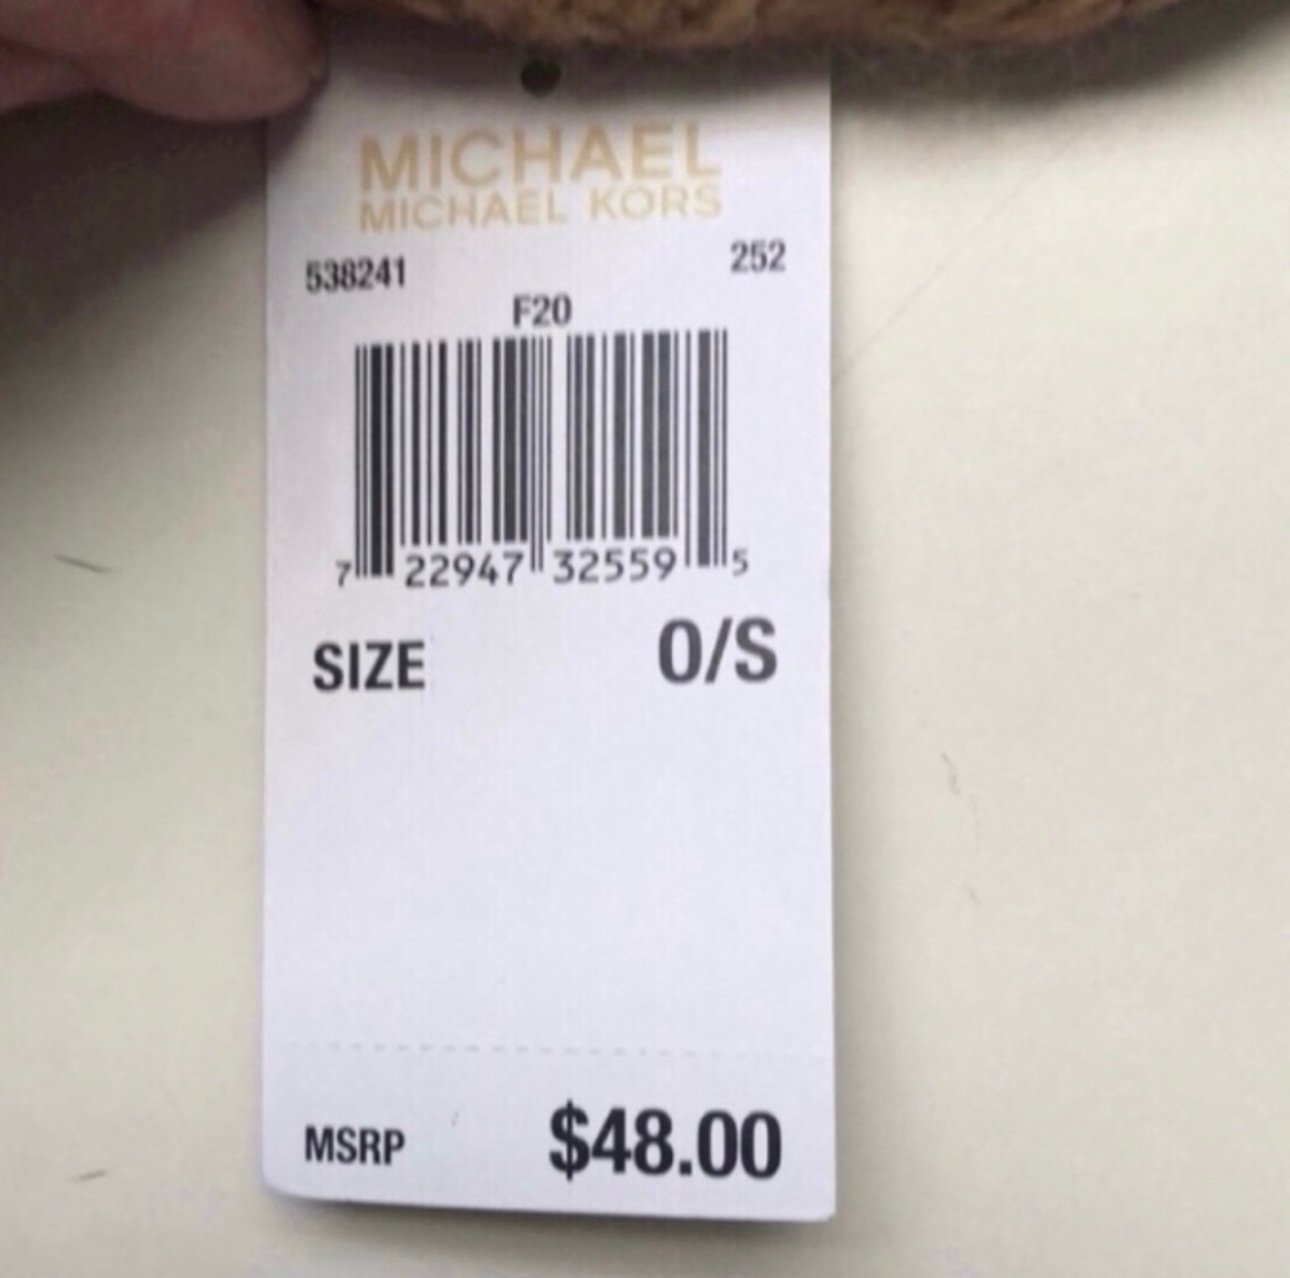 MICHAEL
MICHAEL KORS
538241 252
F20
7 22947 32559 5
SIZE O/S
MSRP $48.00